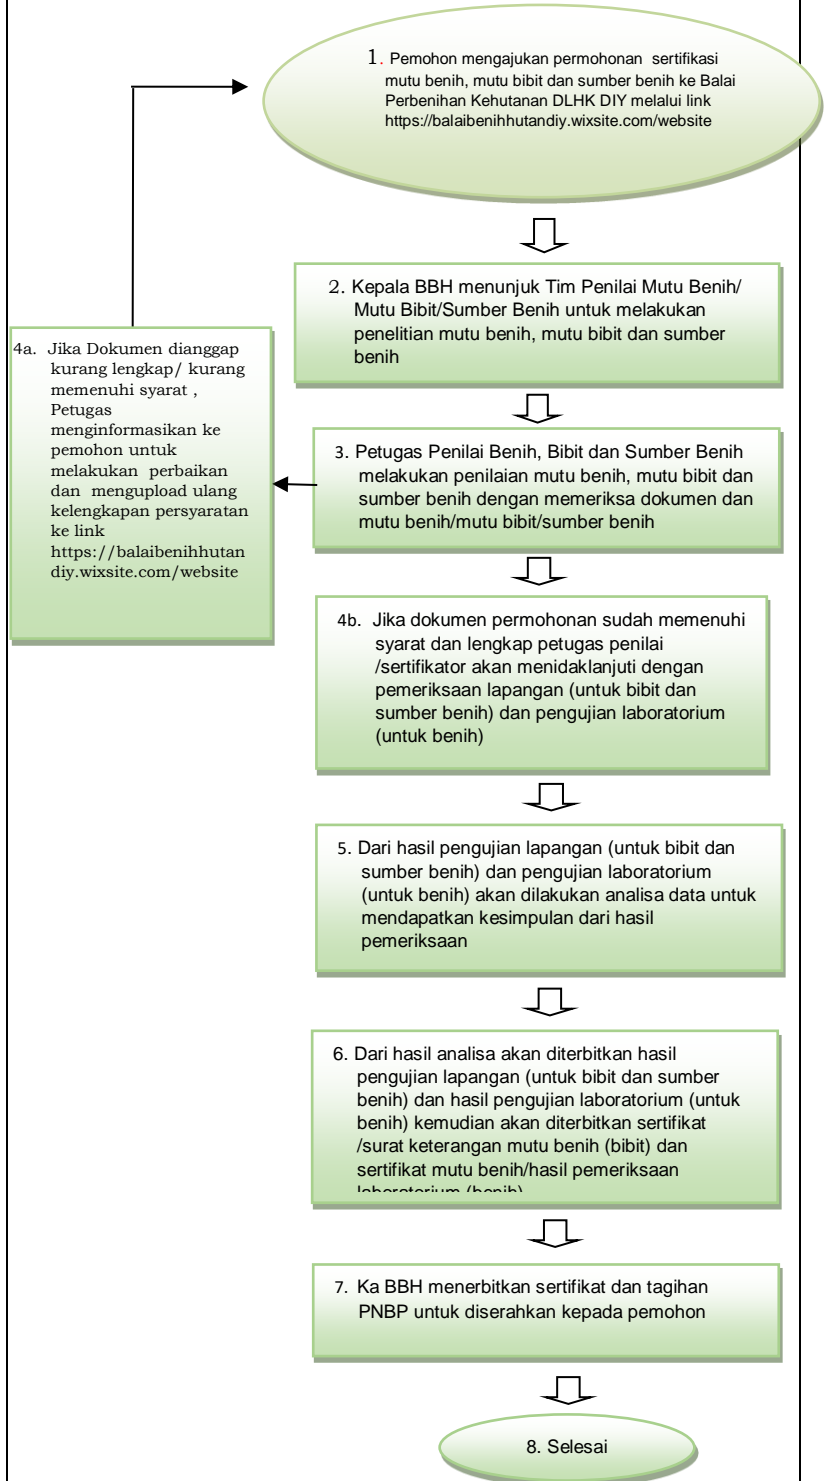 1. Pemohon mengajukan permohonan sertifikasi
mutu benih, mutu bibit dan sumber benih ke Balai
Perbenihan Kehutanan DLHK DIY melalui link
https://balaibenihhutandiy.wixsite.com/website
2. Kepala BBH menunjuk Tim Penilai Mutu Benih/
Mutu Bibit/Sumber Benih untuk melakukan
penelitian mutu benih, mutu bibit dan sumber
benih
3. Petugas Penilai Benih, Bibit dan Sumber Benih
melakukan penilaian mutu benih, mutu bibit dan
sumber benih dengan memeriksa dokumen dan
mutu benih/mutu bibit/sumber benih
4a. Jika Dokumen dianggap
kurang lengkap/ kurang
memenuhi syarat ,
Petugas
menginformasikan ke
pemohon untuk
melakukan perbaikan
dan mengupload ulang
kelengkapan persyaratan
ke link
https://balaibenihhutan
diy.wixsite.com/website
4b. Jika dokumen permohonan sudah memenuhi
syarat dan lengkap petugas penilai
/sertifikator akan menidaklanjuti dengan
pemeriksaan lapangan (untuk bibit dan
sumber benih) dan pengujian laboratorium
(untuk benih)
5. Dari hasil pengujian lapangan (untuk bibit dan
sumber benih) dan pengujian laboratorium
(untuk benih) akan dilakukan analisa data untuk
mendapatkan kesimpulan dari hasil
pemeriksaan
6. Dari hasil analisa akan diterbitkan hasil
pengujian lapangan (untuk bibit dan sumber
benih) dan hasil pengujian laboratorium (untuk
benih) kemudian akan diterbitkan sertifikat
/surat keterangan mutu benih (bibit) dan
sertifikat mutu benih/hasil pemeriksaan
laboratorium (benih)
7. Ka BBH menerbitkan sertifikat dan tagihan
PNBP untuk diserahkan kepada pemohon
8. Selesai